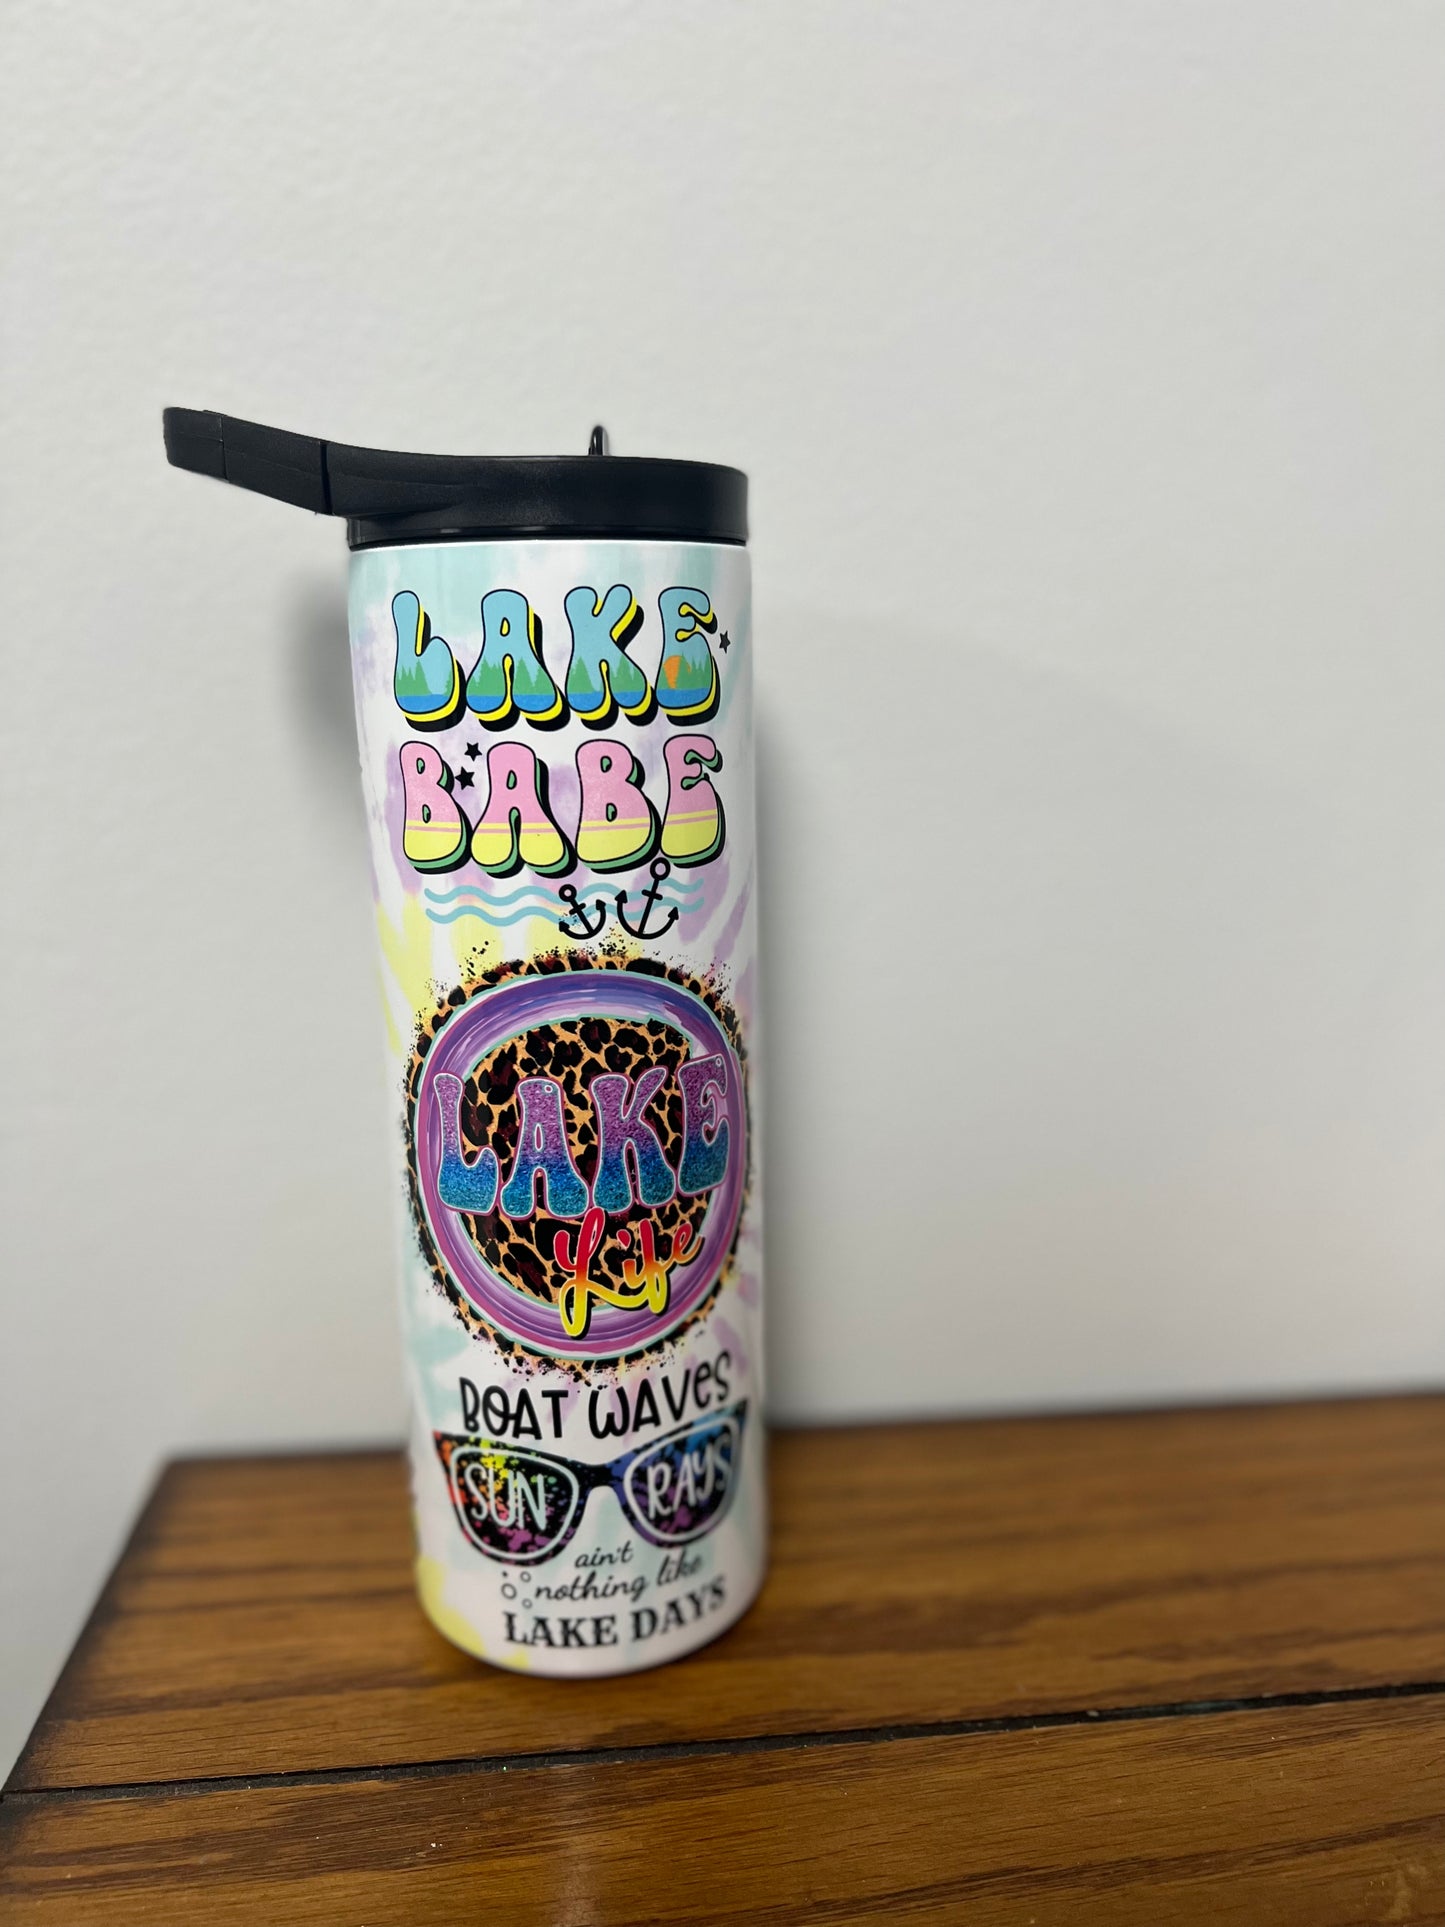 LAKE
BABE
LAKE
Life
BOAT WAVES
SUN RAYS
ain't
nothing like
LAKE DAYS